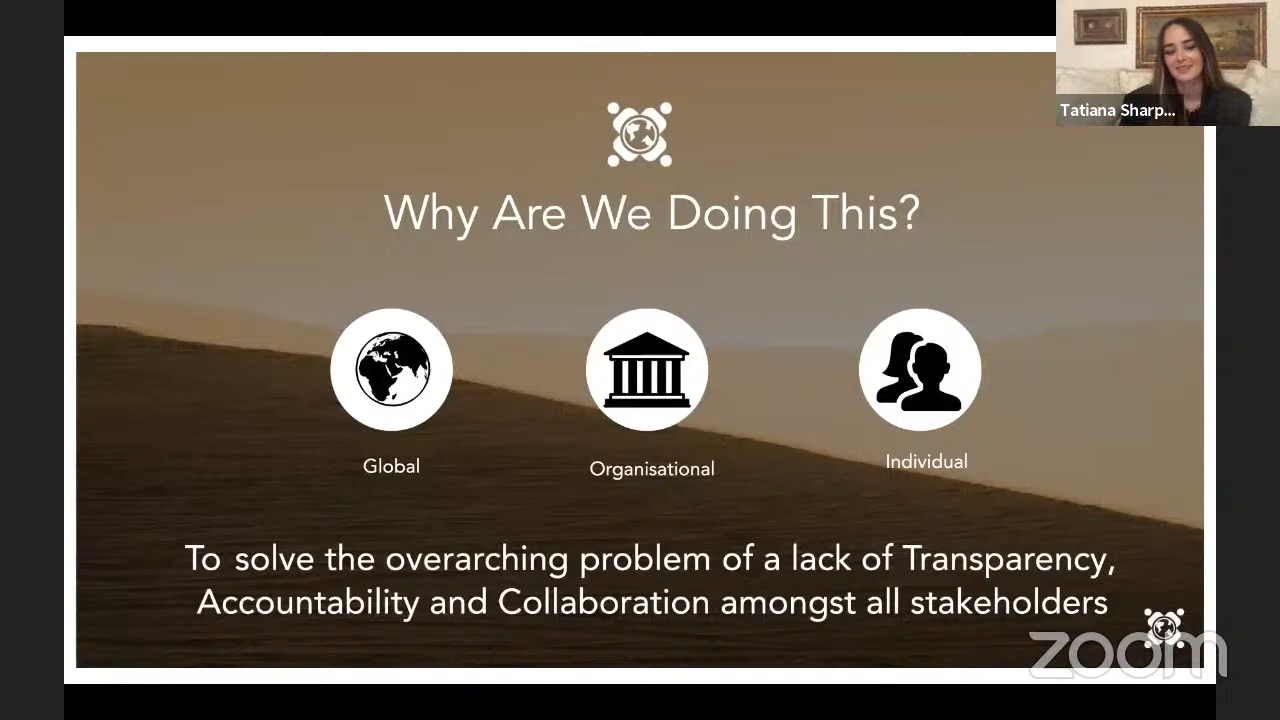 Tatiana Sharp...
Why Are We Doing This?
Global
Organisational
Individual
To solve the overarching problem of a lack of Transparency,
Accountability and Collaboration amongst all stakeholders
zoom